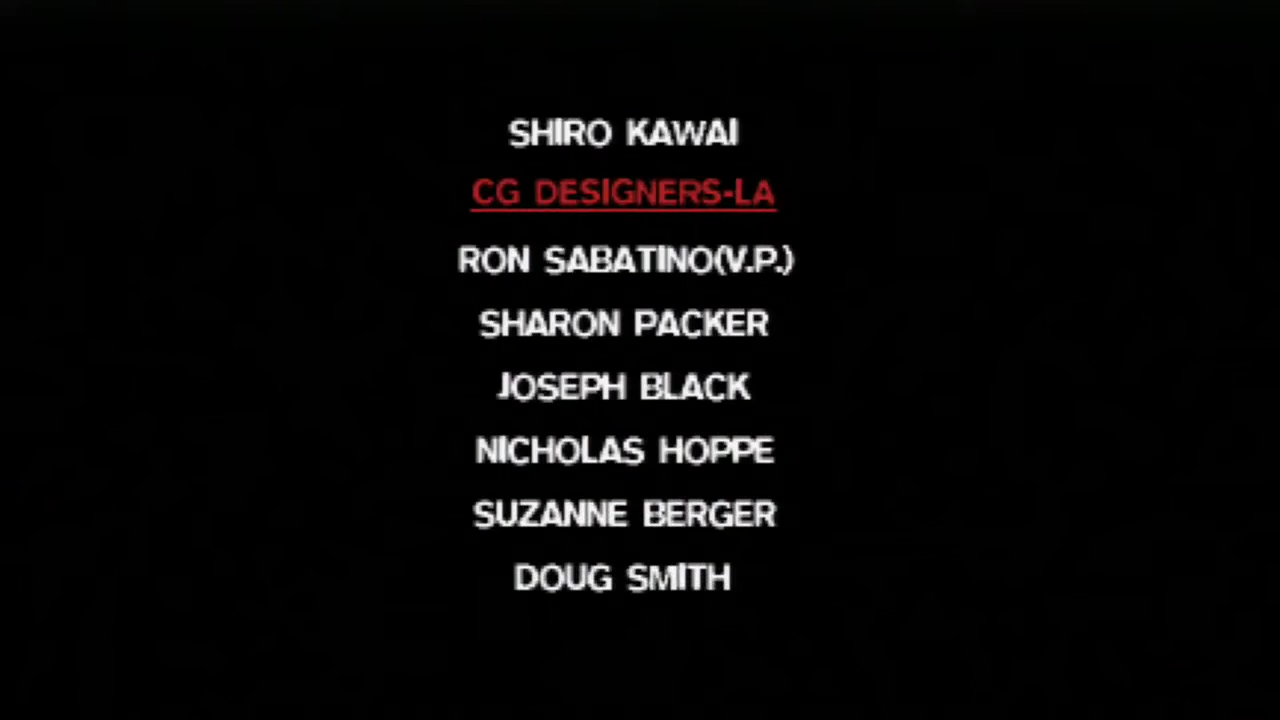 SHIRO KAWAI
CG DESIGNERS-LA
RON SABATINO(V.P.)
SHARON PACKER
JOSEPH BLACK
NICHOLAS HOPPE
SUZANNE BERGER
DOUG SMITH